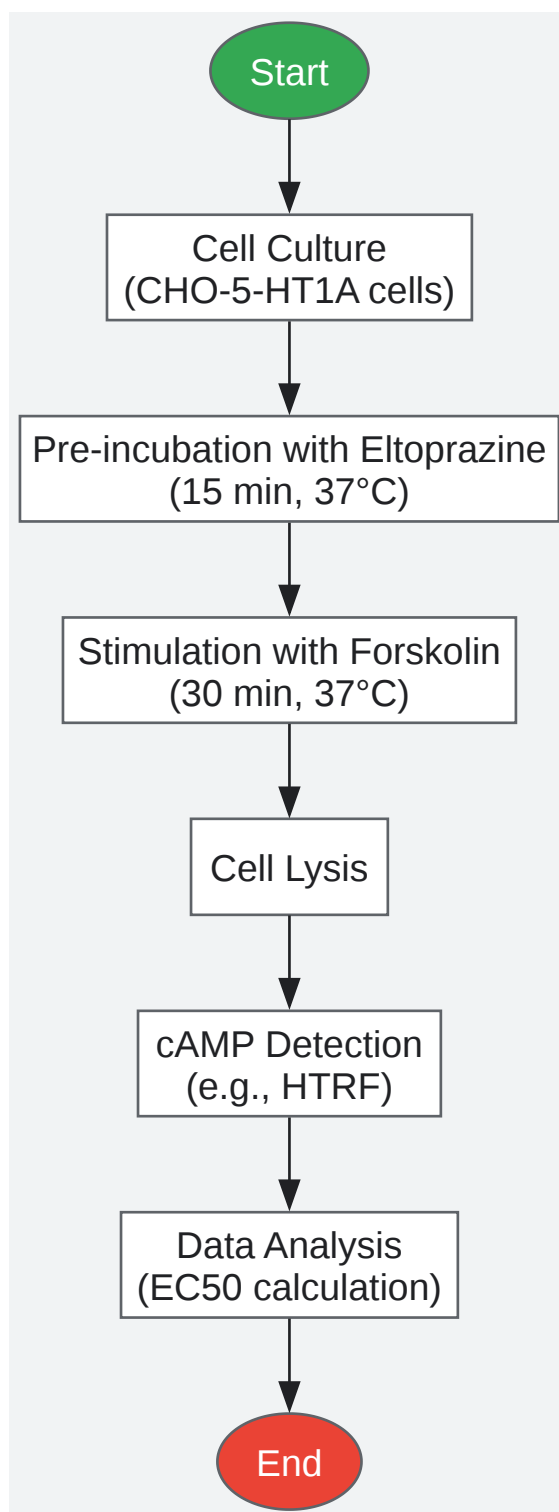 Start
Cell Culture
(CHO-5-HT1A cells)
Pre-incubation with Eltoprazine
(15 min, 37°C)
Stimulation with Forskolin
(30 min, 37°C)
Cell Lysis
cAMP Detection
(e.g., HTRF)
Data Analysis
(EC50 calculation)
End